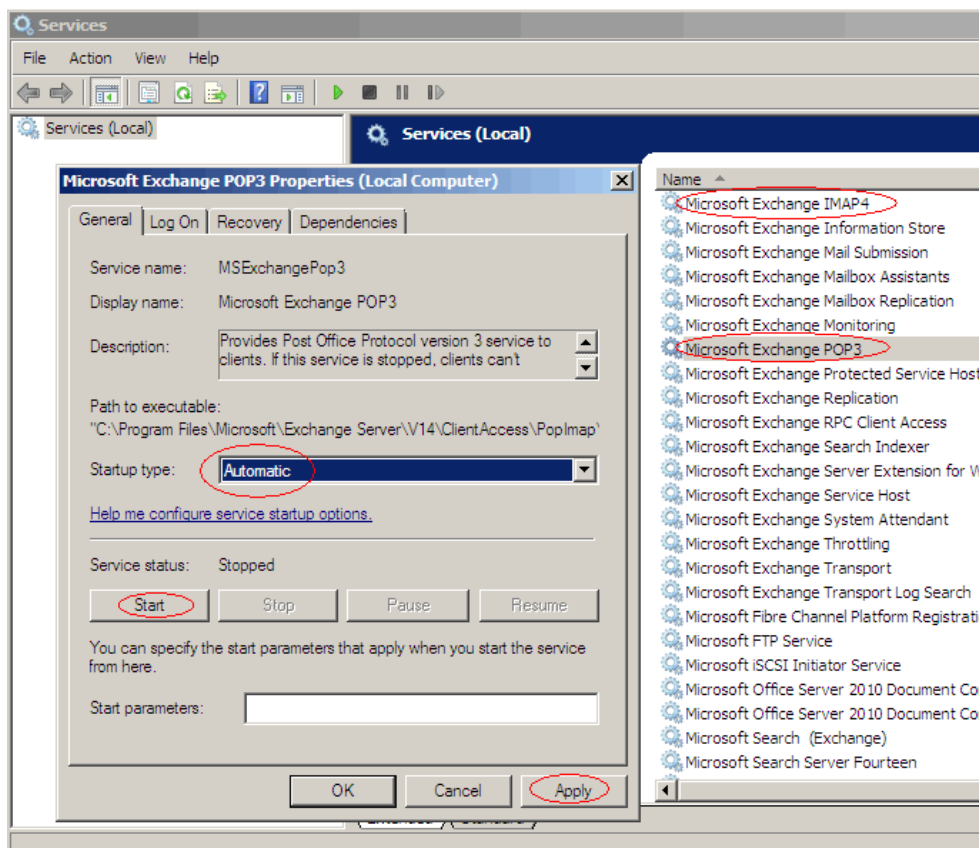 Services
File Action View Help
Services (Local)
Services (Local)
Microsoft Exchange POP3 Properties (Local Computer)
General Log On Recovery Dependencies
Service name: MSExchangePop3
Display name: Microsoft Exchange POP3
Description: Provides Post Office Protocol version 3 service to
clients. If this service is stopped, clients can't
Path to executable:
"C:\Program Files\Microsoft\Exchange Server\V14\ClientAccess\PopImap\
Startup type: Automatic
Help me configure service startup options.
Service status: Stopped
Start Stop Pause Resume
You can specify the start parameters that apply when you start the service
from here.
Start parameters:
OK Cancel Apply
Name
Microsoft Exchange IMAP4
Microsoft Exchange Information Store
Microsoft Exchange Mail Submission
Microsoft Exchange Mailbox Assistants
Microsoft Exchange Mailbox Replication
Microsoft Exchange Monitoring
Microsoft Exchange POP3
Microsoft Exchange Protected Service Host
Microsoft Exchange Replication
Microsoft Exchange RPC Client Access
Microsoft Exchange Search Indexer
Microsoft Exchange Server Extension for W
Microsoft Exchange Service Host
Microsoft Exchange System Attendant
Microsoft Exchange Throttling
Microsoft Exchange Transport
Microsoft Exchange Transport Log Search
Microsoft Fibre Channel Platform Registrati
Microsoft FTP Service
Microsoft iSCSI Initiator Service
Microsoft Office Server 2010 Document Co
Microsoft Office Server 2010 Document Co
Microsoft Search (Exchange)
Microsoft Search Server Fourteen